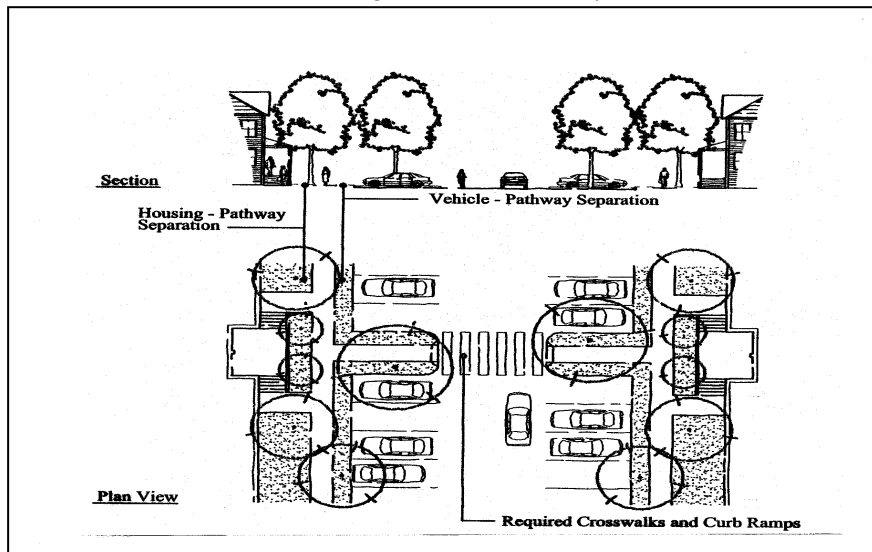 Section
Vehicle - Pathway Separation
Housing - Pathway
Separation
Plan View
Required Crosswalks and Curb Ramps